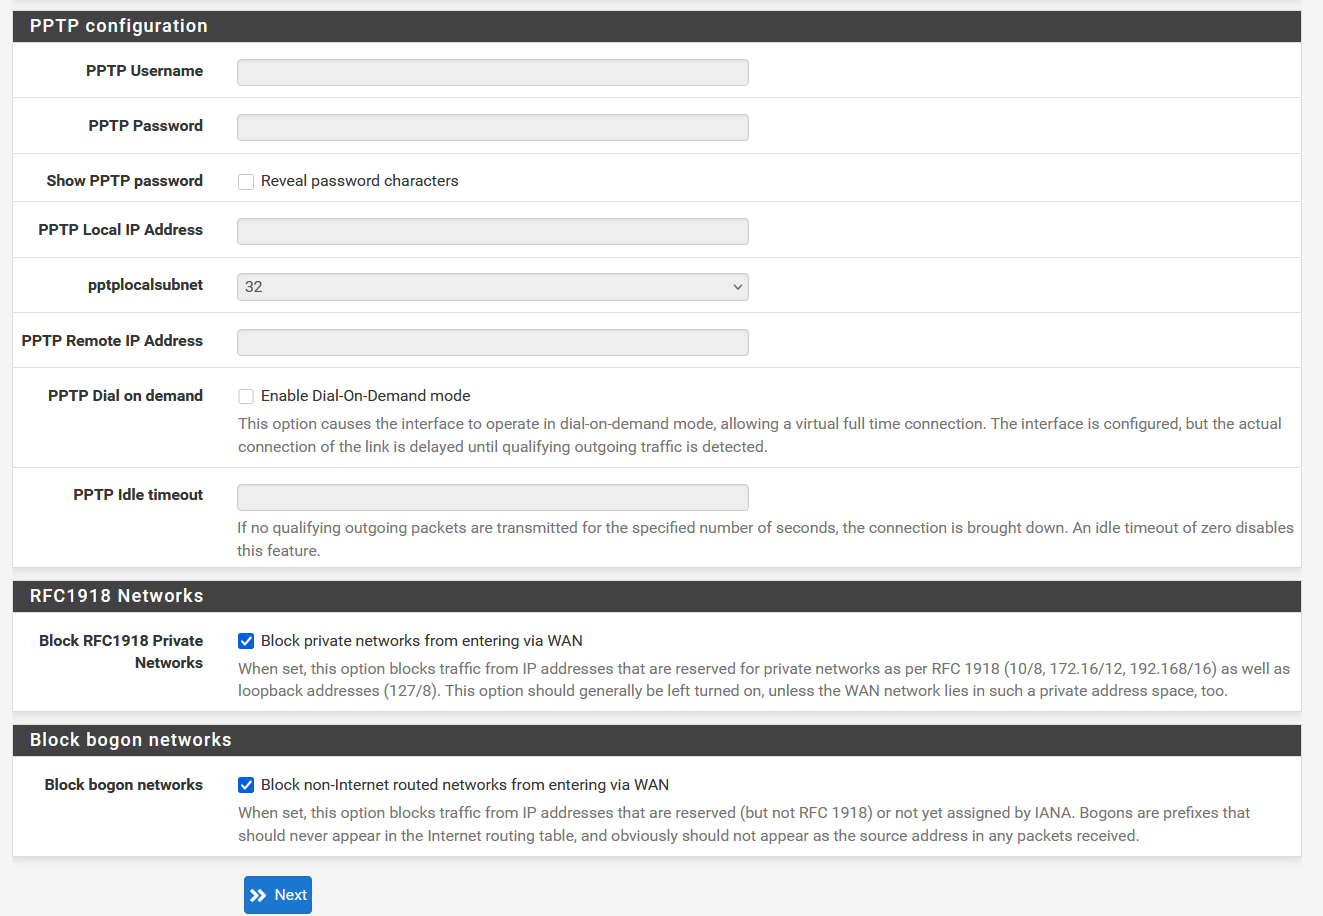 PPTP configuration
PPTP Username
PPTP Password
Show PPTP password
Reveal password characters
PPTP Local IP Address
pptplocalsubnet
32
PPTP Remote IP Address
PPTP Dial on demand
Enable Dial-On-Demand mode
This option causes the interface to operate in dial-on-demand mode, allowing a virtual full time connection. The interface is configured, but the actual
connection of the link is delayed until qualifying outgoing traffic is detected.
PPTP Idle timeout
If no qualifying outgoing packets are transmitted for the specified number of seconds, the connection is brought down. An idle timeout of zero disables
this feature.
RFC1918 Networks
Block RFC1918 Private
Networks
Block private networks from entering via WAN
When set, this option blocks traffic from IP addresses that are reserved for private networks as per RFC 1918 (10/8, 172.16/12, 192.168/16) as well as
loopback addresses (127/8). This option should generally be left turned on, unless the WAN network lies in such a private address space, too.
Block bogon networks
Block bogon networks
Block non-Internet routed networks from entering via WAN
When set, this option blocks traffic from IP addresses that are reserved (but not RFC 1918) or not yet assigned by IANA. Bogons are prefixes that
should never appear in the Internet routing table, and obviously should not appear as the source address in any packets received.
Next